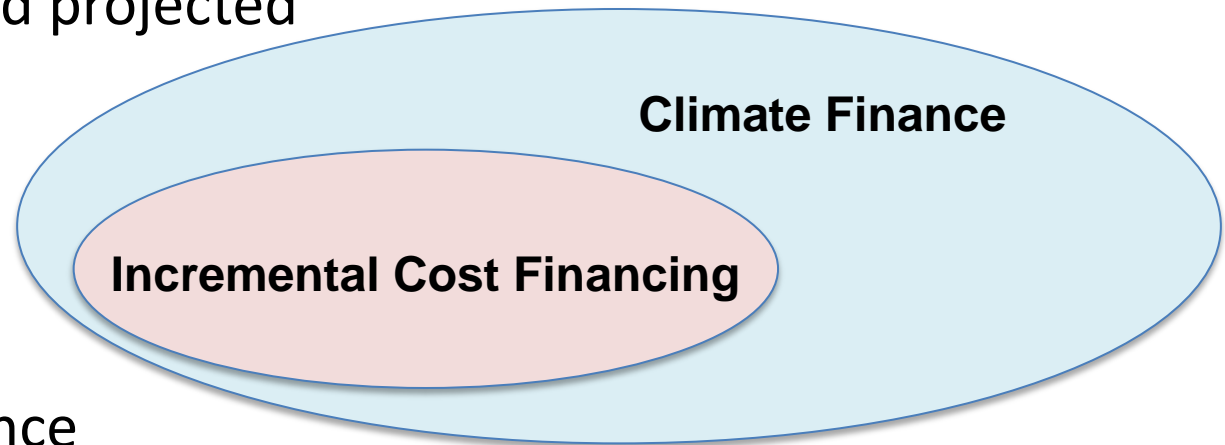 d projected
Climate Finance
Incremental Cost Financing
nce